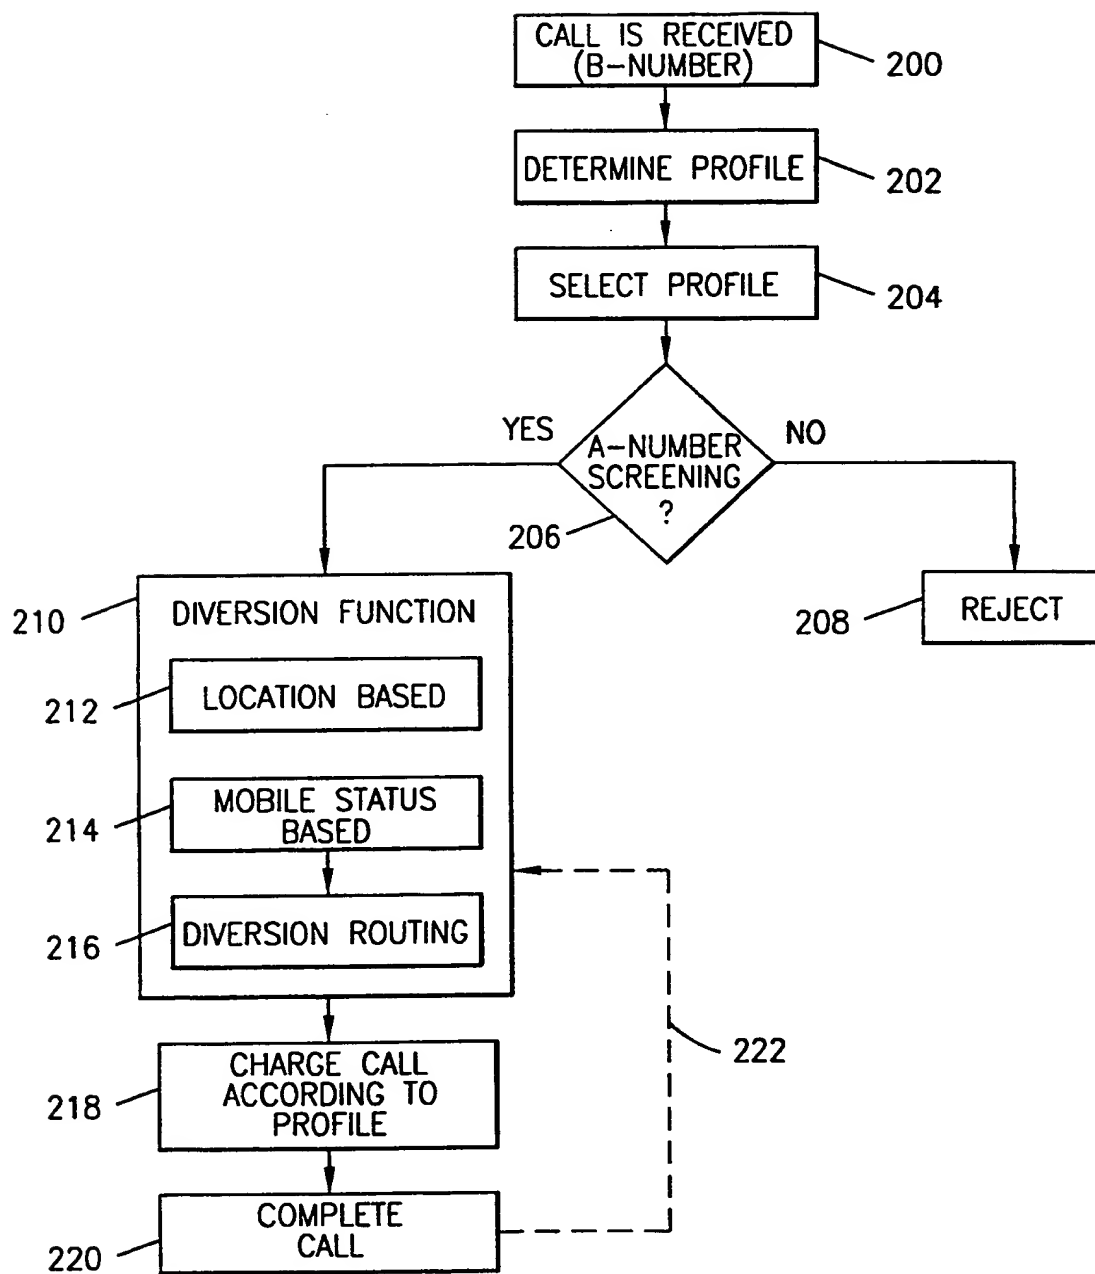 CALL IS RECEIVED
(B-NUMBER)
200
DETERMINE PROFILE
202
SELECT PROFILE
204
YES
A-NUMBER
SCREENING
?
NO
206
210
DIVERSION FUNCTION
208
REJECT
212
LOCATION BASED
214
MOBILE STATUS
BASED
216
DIVERSION ROUTING
222
218
CHARGE CALL
ACCORDING TO
PROFILE
220
COMPLETE
CALL